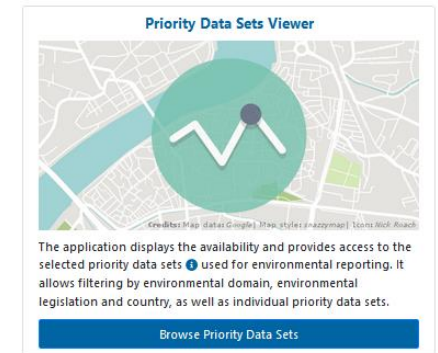 Priority Data Sets Viewer
Credits: Map data: Google| Map style: snazzymap| Icons Nick Roach
The application displays the availability and provides access to the
selected priority data sets i used for environmental reporting. It
allows filtering by environmental domain, environmental
legislation and country, as well as individual priority data sets.
Browse Priority Data Sets